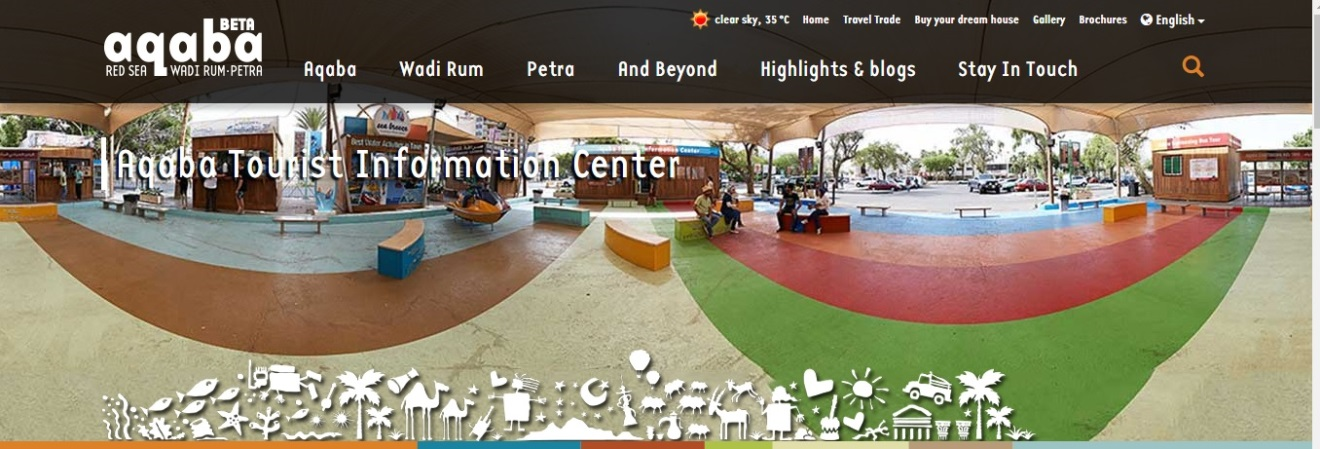 BETA
aqaba
RED SEA WADI RUM-PETRA
clear sky, 35 °C Home Travel Trade Buy your dream house Gallery Brochures English
Aqaba Wadi Rum Petra And Beyond Highlights & blogs Stay In Touch
Aqaba Tourist Information Center